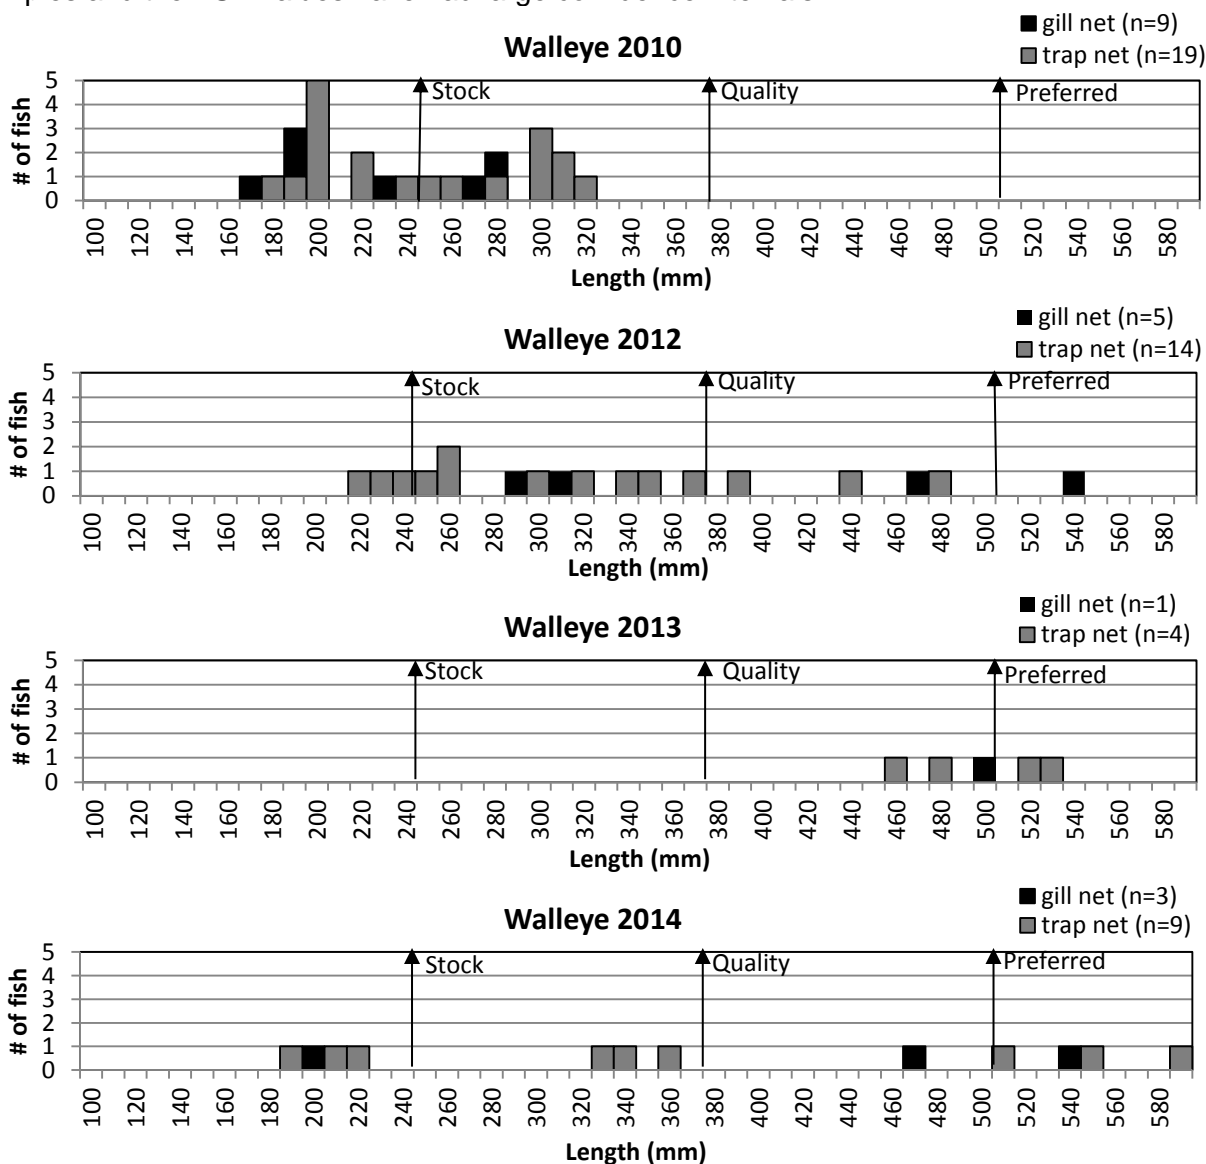 gill net (n=9)
Walleye 2010
trap net (n=19)
5
4
3
2
1
0
# of fish
Stock
Quality
Preferred
100 120 140 160 200 220 240 260 280 300 320 340 360 380 400 420 440 460 500 520 540 560 580
Length (mm)
gill net (n=5)
Walleye 2012
trap net (n=14)
5
4
3
2
1
0
# of fish
Stock
Quality
Preferred
100 120 140 160 200 220 240 260 280 300 320 340 360 380 400 420 440 460 500 520 540 560 580
Length (mm)
gill net (n=1)
Walleye 2013
trap net (n=4)
5
4
3
2
1
0
# of fish
Stock
Quality
Preferred
100 120 140 160 200 220 240 260 280 300 320 340 360 380 400 420 440 460 500 520 540 560 580
Length (mm)
gill net (n=3)
Walleye 2014
trap net (n=9)
5
4
3
2
1
0
# of fish
Stock
Quality
Preferred
100 120 140 160 200 220 240 260 280 300 320 340 360 380 400 420 440 460 500 520 540 560 580
Length (mm)